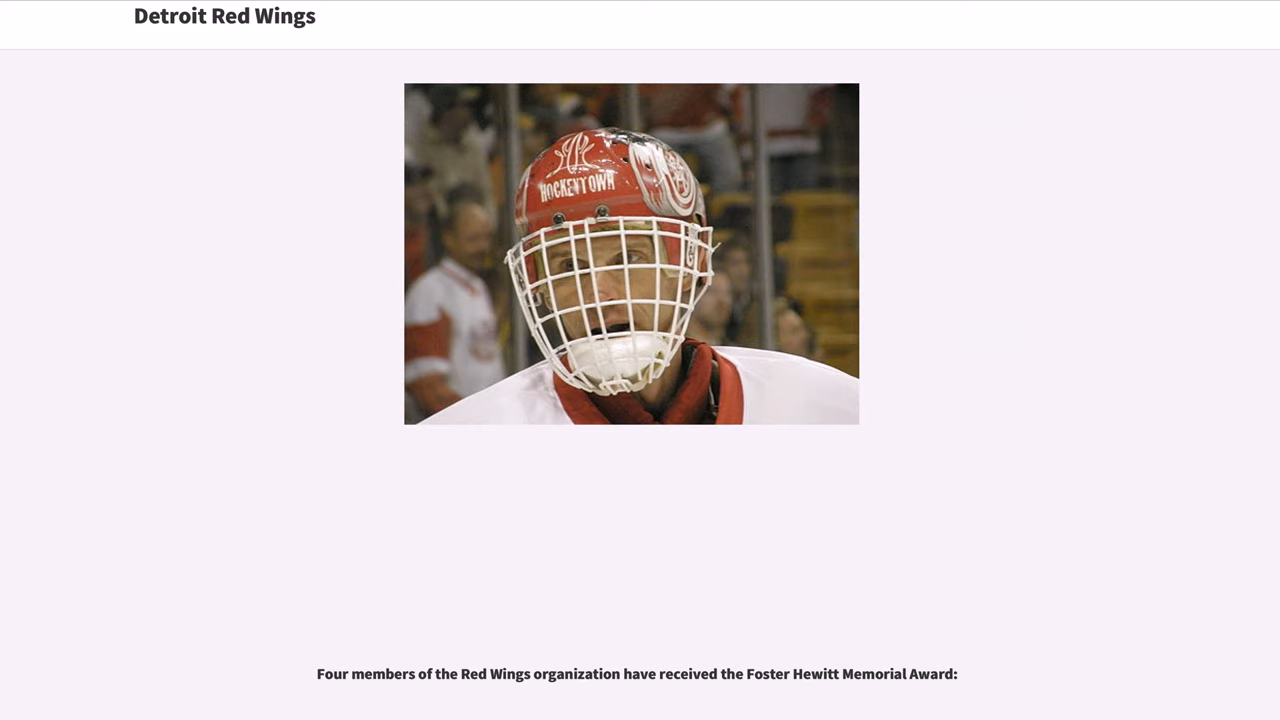 Detroit Red Wings
HOCKEYTOWN
Four members of the Red Wings organization have received the Foster Hewitt Memorial Award: